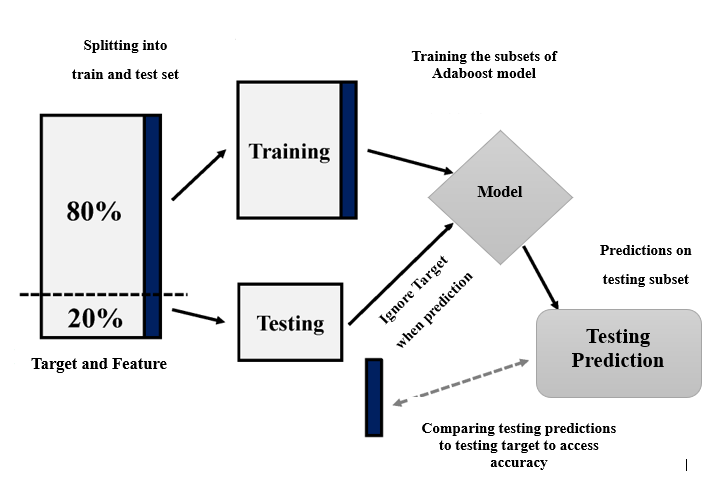 Splitting into
train and test set
Training the subsets of
Adaboost model
Training
80%
Model
20%
Testing
Ignore Target
when prediction
Predictions on
testing subset
Testing
Prediction
Target and Feature
Comparing testing predictions
to testing target to access
accuracy